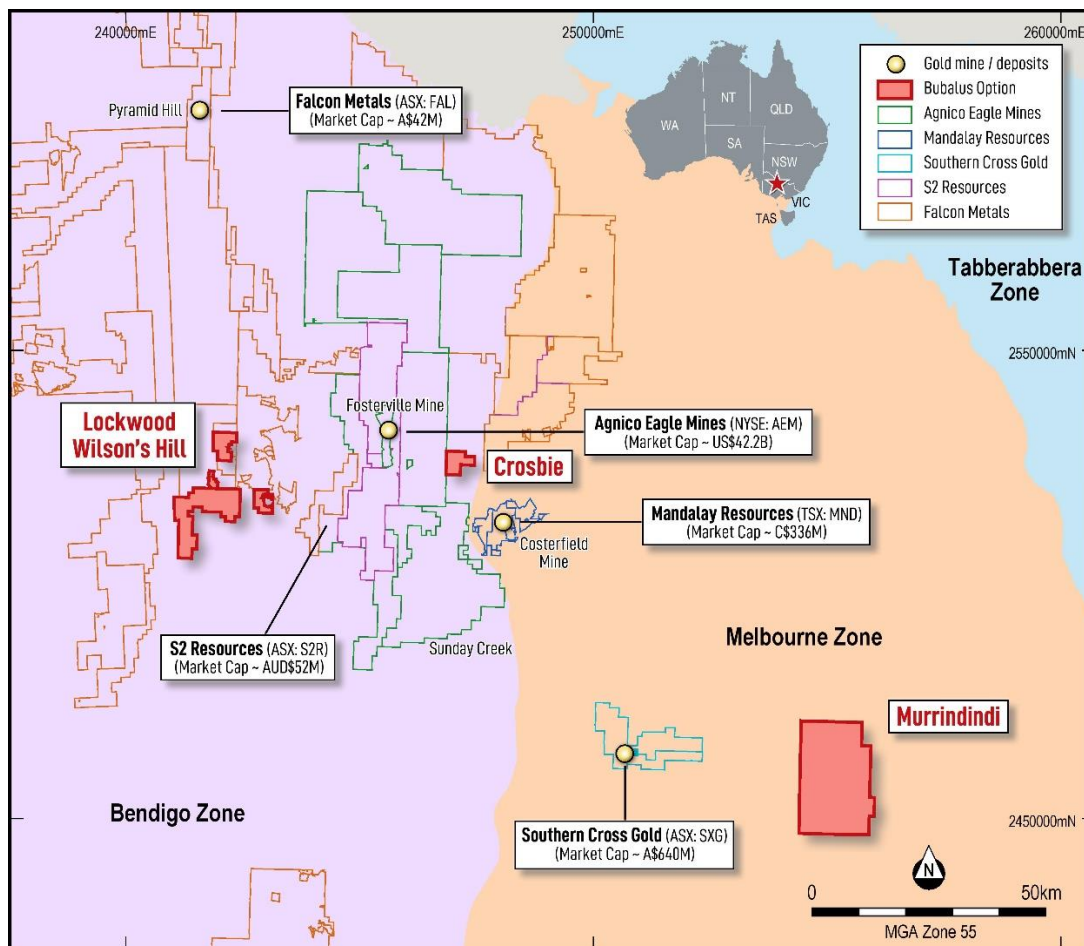 240000mE
250000mE
260000mE
Pyramid Hill
Falcon Metals (ASX: FAL)
(Market Cap ~ A$42M)
WA
NT
QLD
SA
NSW
VIC
TAS
Gold mine / deposits
Bubalus Option
Agnico Eagle Mines
Mandalay Resources
Southern Cross Gold
S2 Resources
Falcon Metals
Tabberabbera
Zone
2550000mN
Fosterville Mine
Lockwood
Wilson's Hill
Agnico Eagle Mines (NYSE: AEM)
(Market Cap ~ US$42.2B)
Crosbie
Mandalay Resources (TSX: MND)
(Market Cap ~ C$336M)
Costerfield
Mine
S2 Resources (ASX: S2R)
(Market Cap ~ AUD$52M)
Sunday Creek
Melbourne Zone
Murrindindi
Bendigo Zone
Southern Cross Gold (ASX: SXG)
(Market Cap ~ A$640M)
2450000mN
N
0
50km
MGA Zone 55